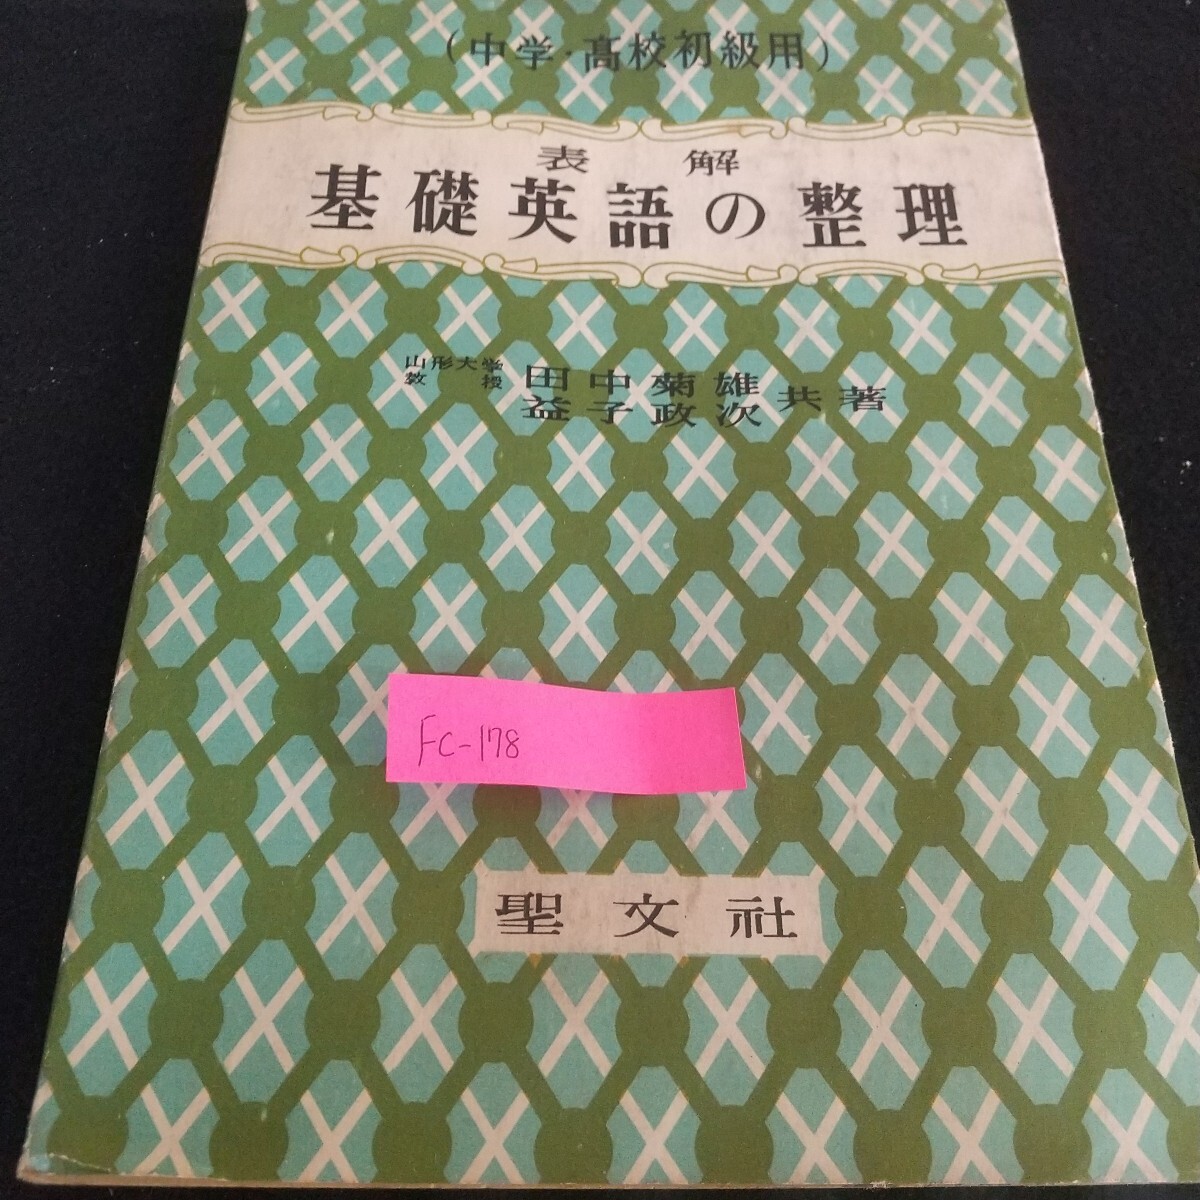 (中学・高校初級用)
表解
基礎英語の整理
山形大学教授 田中菊雄
益子政次 共著
FC-178
聖文社